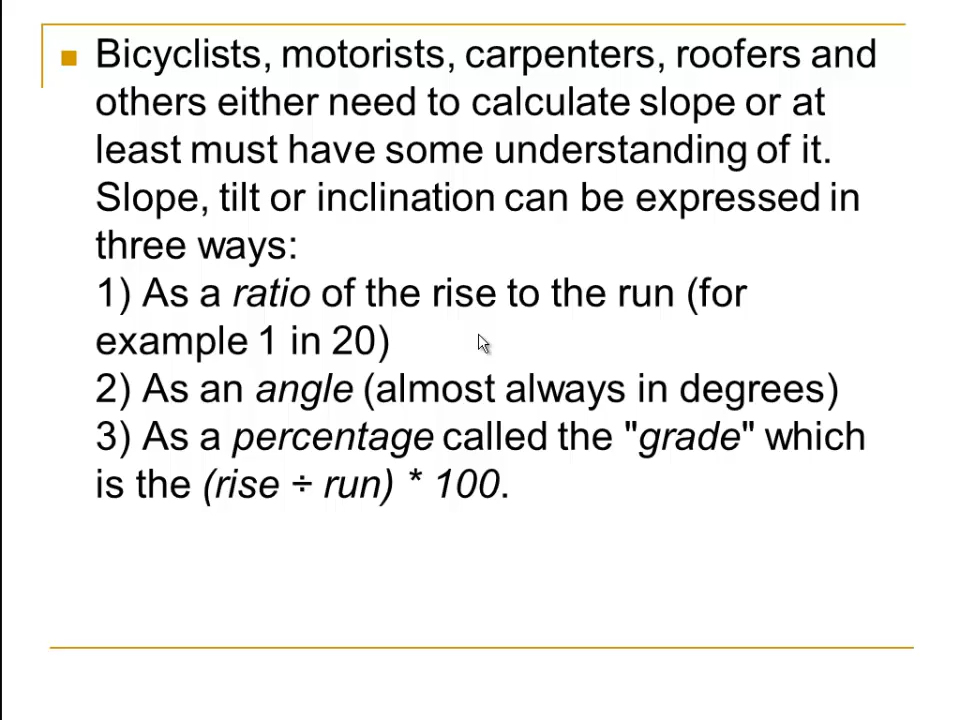 Bicyclists, motorists, carpenters, roofers and
others either need to calculate slope or at
least must have some understanding of it.
Slope, tilt or inclination can be expressed in
three ways:
1) As a ratio of the rise to the run (for
example 1 in 20)
2) As an angle (almost always in degrees)
3) As a percentage called the "grade" which
is the (rise ÷ run) * 100.